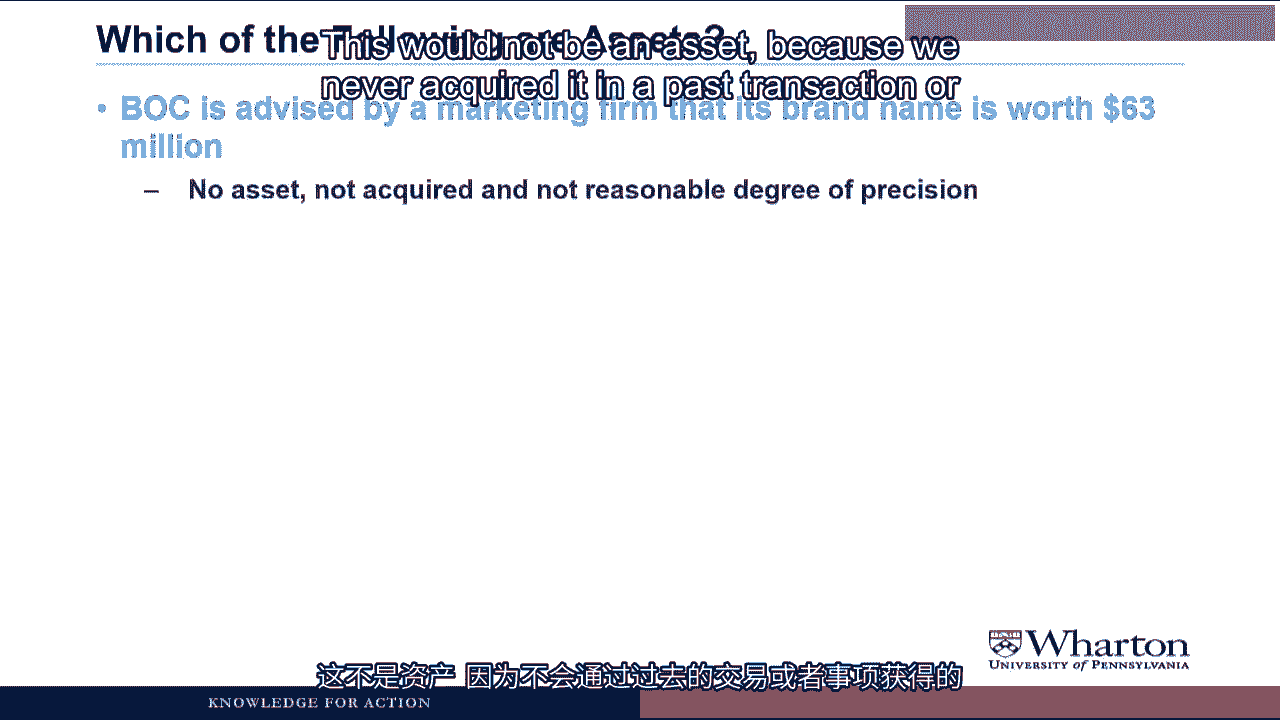 Which of the Following are Assets?
This would not be an asset, because we
never acquired it in a past transaction or
• BOC is advised by a marketing firm that its brand name is worth $63
million
– No asset, not acquired and not reasonable degree of precision
Wharton
UNIVERSITY of PENNSYLVANIA
这不是资产 因为不会通过过去的交易或者事项获得的
KNOWLEDGE FOR ACTION